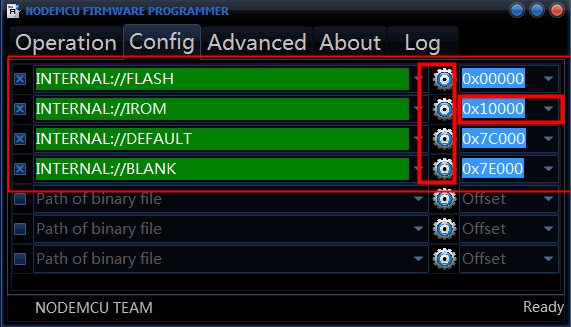 NODEMCU FIRMWARE PROGRAMMER
Operation Config Advanced About Log
INTERNAL://FLASH 0x00000
INTERNAL://IROM 0x10000
INTERNAL://DEFAULT 0x7C000
INTERNAL://BLANK 0x7E000
Path of binary file Offset
Path of binary file Offset
Path of binary file Offset
NODEMCU TEAM Ready